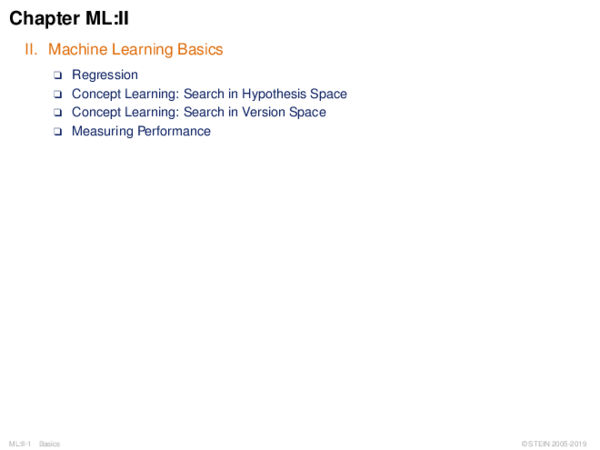 Chapter ML:II
II. Machine Learning Basics
❑ Regression
❑ Concept Learning: Search in Hypothesis Space
❑ Concept Learning: Search in Version Space
❑ Measuring Performance
ML:II-1 Basics © STEIN 2005-2019